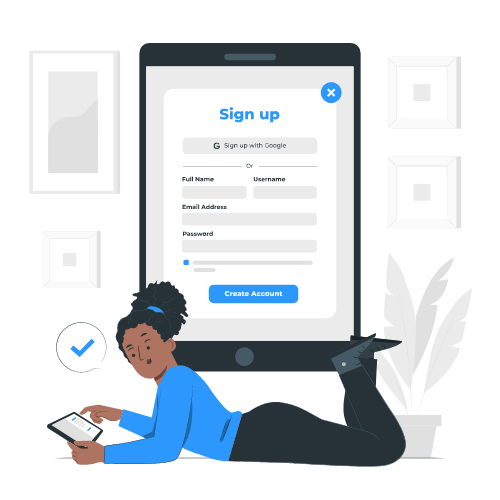 Sign up
G Sign up with Google
Or
Full Name Username
Email Address
Password
Create Account